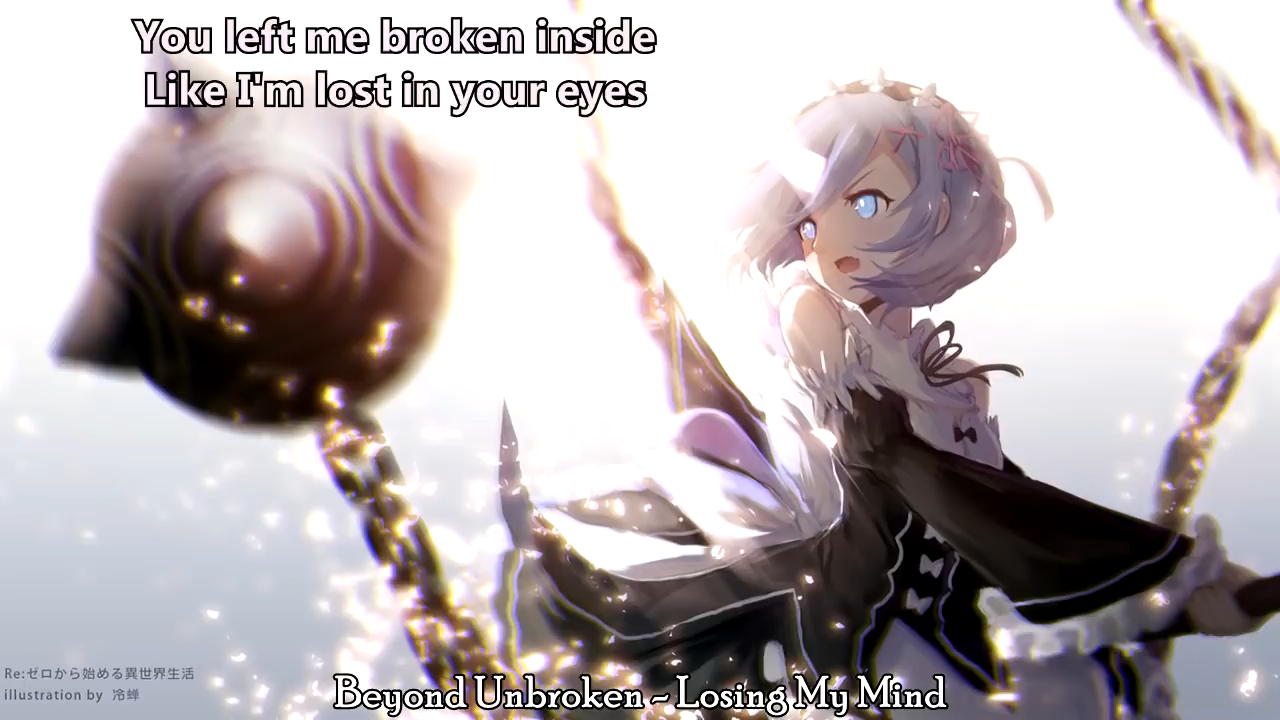 You left me broken inside
Like I'm lost in your eyes
Re:ゼロから始める異世界生活
illustration by 冷蝉
Beyond Unbroken - Losing My Mind